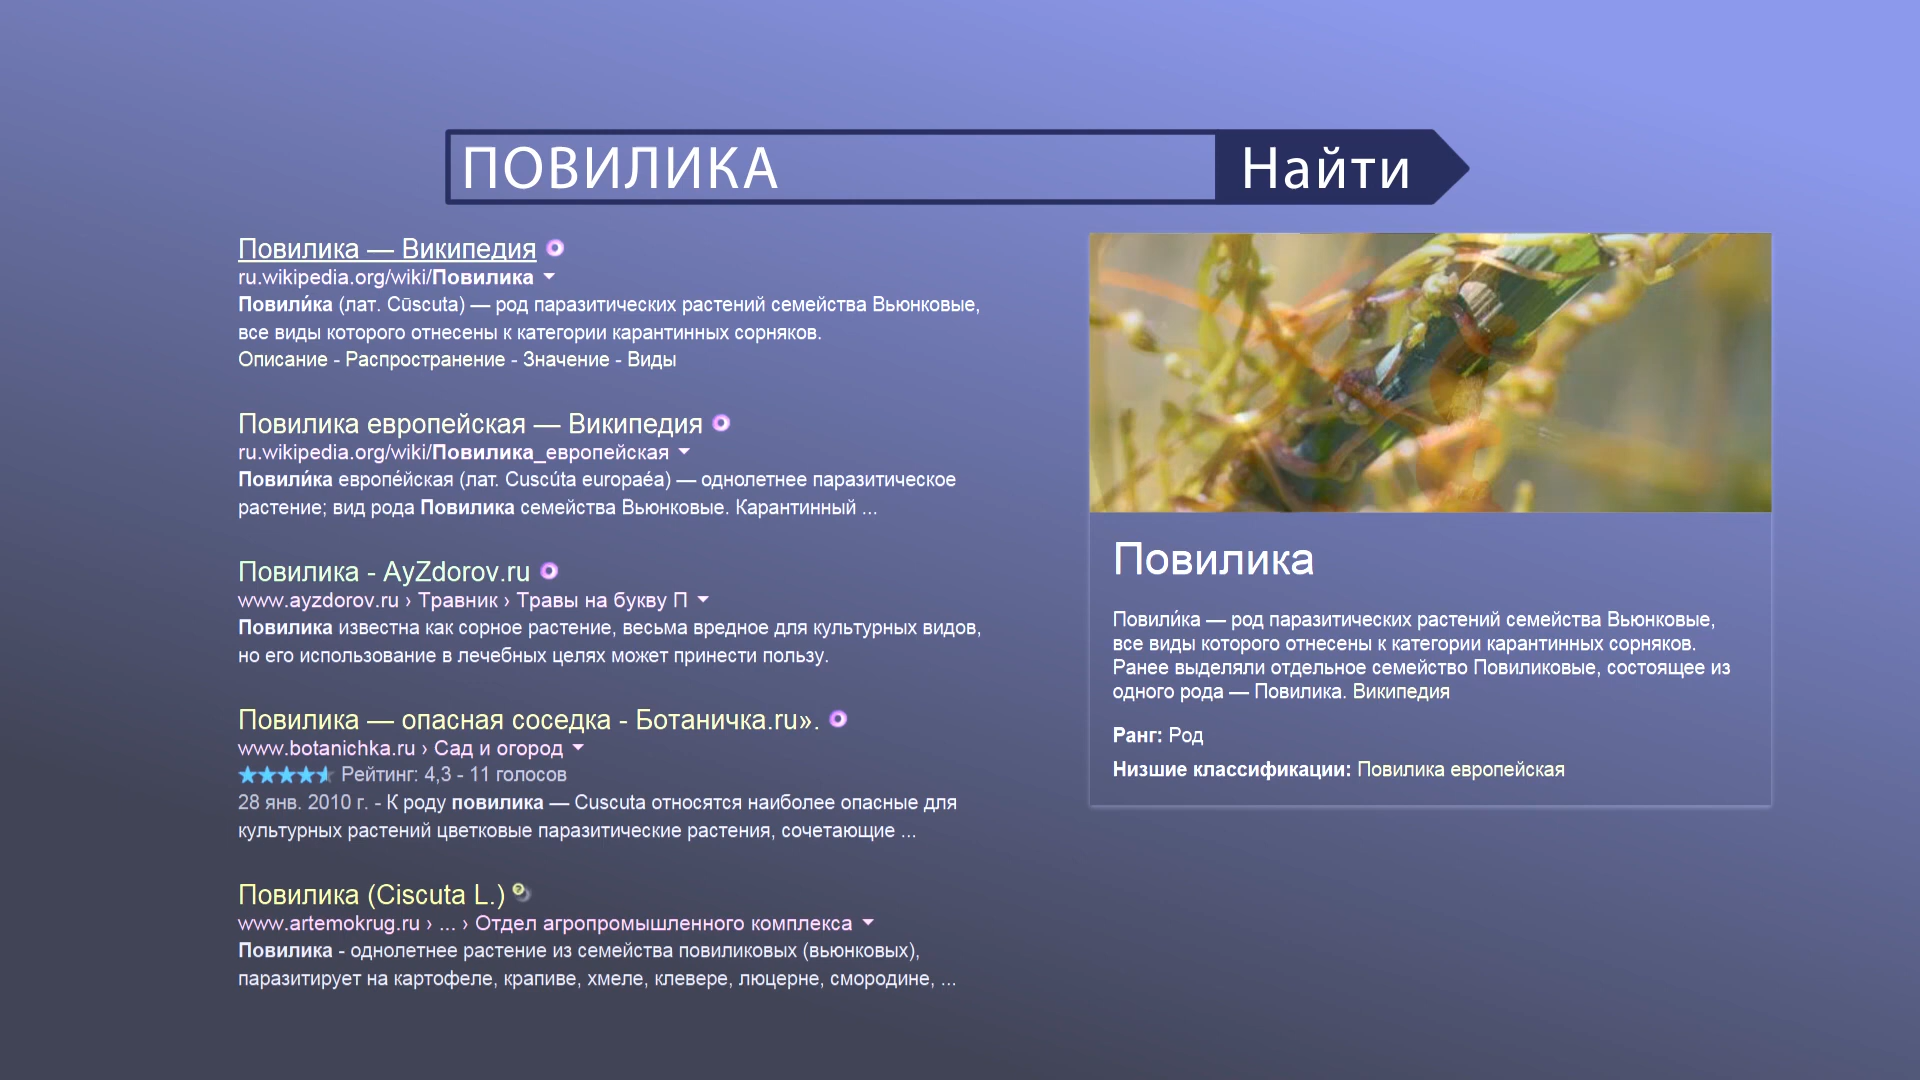 ПОВИЛИКА
Найти
Повилика — Википедия
ru.wikipedia.org/wiki/Повилика
Повили́ка (лат. Cūscuta) — род паразитических растений семейства Вьюнковые,
все виды которого отнесены к категории карантинных сорняков.
Описание - Распространение - Значение - Виды
Повилика европейская — Википедия
ru.wikipedia.org/wiki/Повилика_европейская
Повили́ка европе́йская (лат. Cuscúta europaéa) — однолетнее паразитическое
растение; вид рода Повилика семейства Вьюнковые. Карантинный ...
Повилика - AyZdorov.ru
www.ayzdorov.ru › Травник › Травы на букву П
Повилика известна как сорное растение, весьма вредное для культурных видов,
но его использование в лечебных целях может принести пользу.
Повилика — опасная соседка - Ботаничка.ru».
www.botanichka.ru › Сад и огород
Рейтинг: 4,3 - 11 голосов
28 янв. 2010 г. - К роду повилика — Cuscuta относятся наиболее опасные для
культурных растений цветковые паразитические растения, сочетающие ...
Повилика (Ciscuta L.)
www.artemokrug.ru › ... › Отдел агропромышленного комплекса
Повилика - однолетнее растение из семейства повиликовых (вьюнковых),
паразитирует на картофеле, крапиве, хмеле, клевере, люцерне, смородине, ...
Повилика
Повили́ка — род паразитических растений семейства Вьюнковые,
все виды которого отнесены к категории карантинных сорняков.
Ранее выделяли отдельное семейство Повиликовые, состоящее из
одного рода — Повилика. Википедия
Ранг: Род
Низшие классификации: Повилика европейская